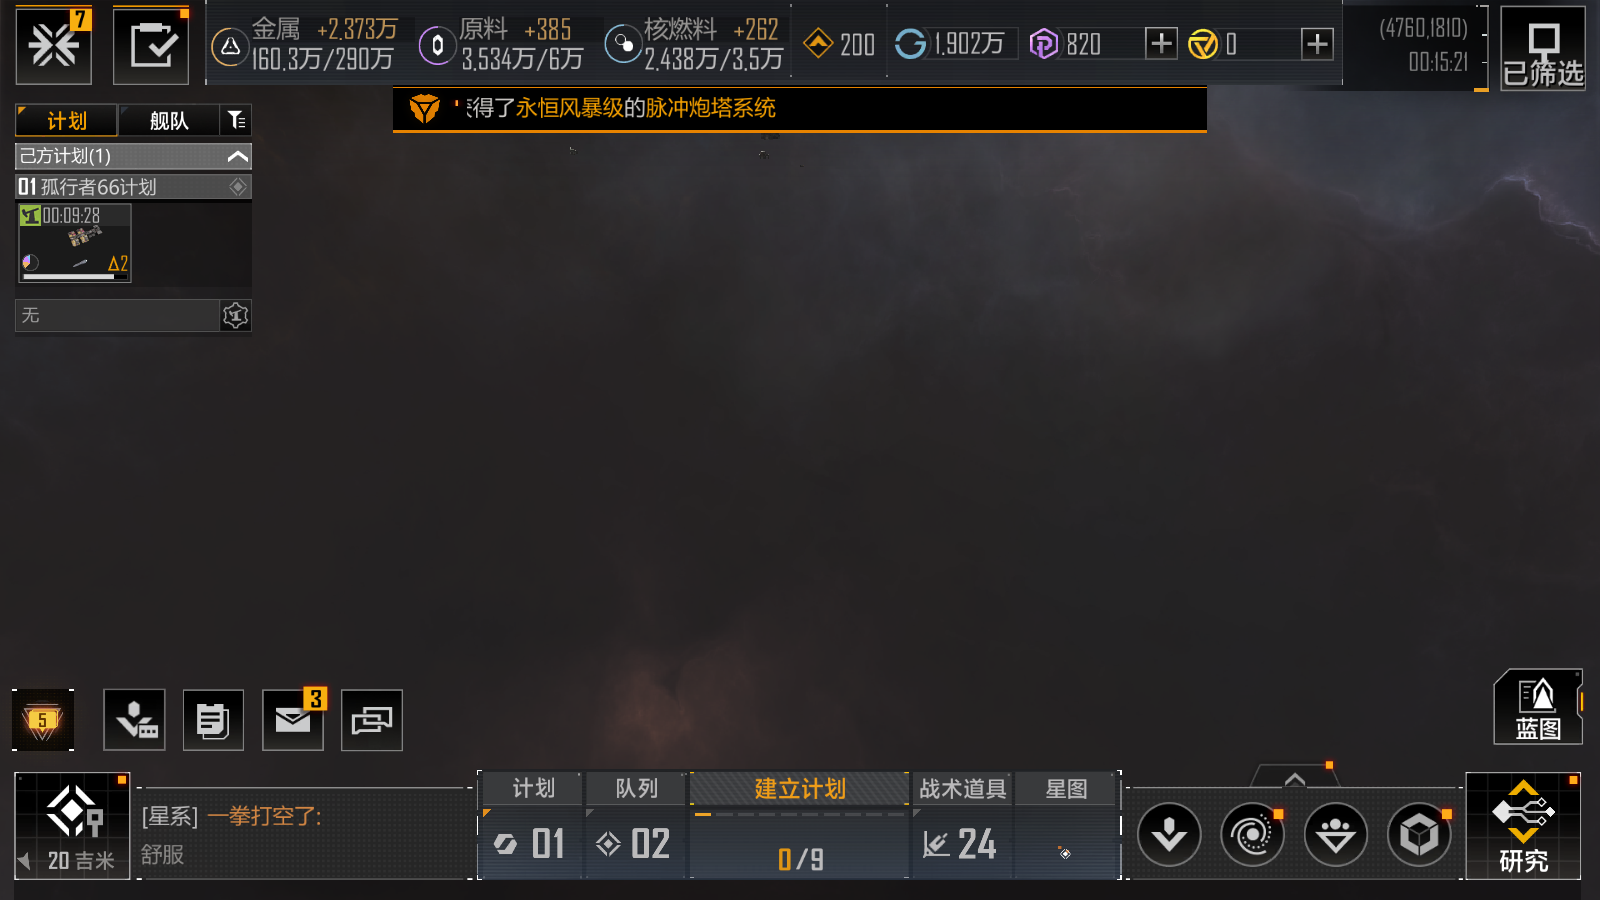 7
金属 +2.373万
160.3万/290万
原料 +385
3.534万/6万
核燃料 +262
2.438万/3.5万
200
1.902万
820
0
(4760,1810)
00:15:21
已筛选
得了永恒风暴级的脉冲炮塔系统
计划
舰队
己方计划(1)
01 孤行者66计划
00:09:28
2
无
5
3
蓝图
20 吉米
[星系] 一拳打空了:
舒服
计划
01
队列
02
建立计划
0/9
战术道具
24
星图
研究